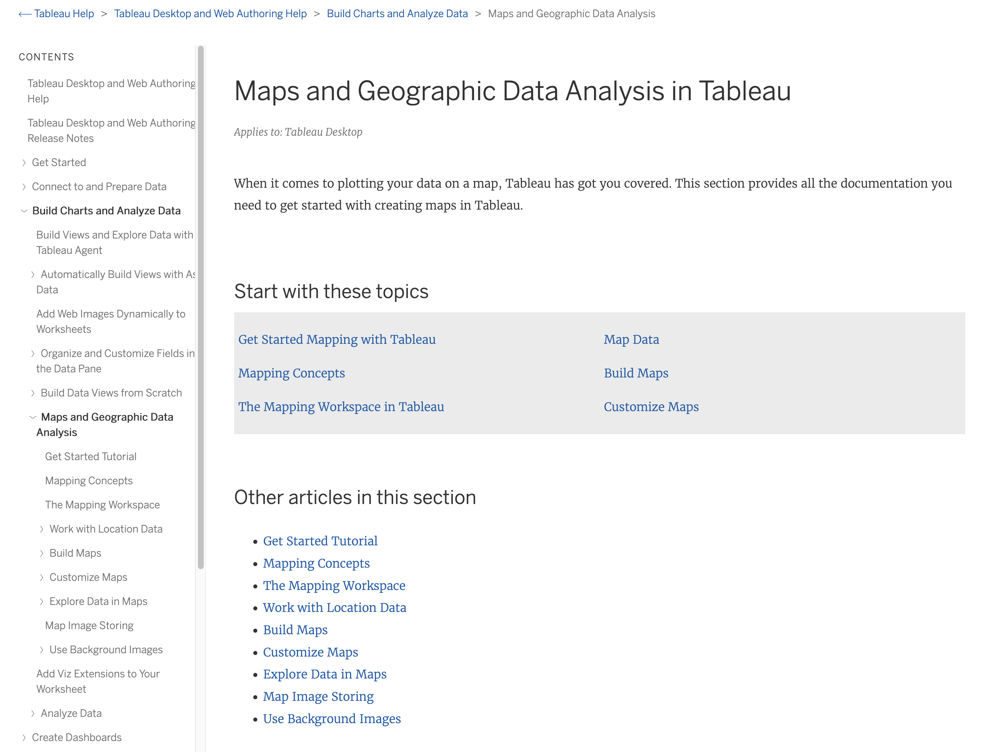 Tableau Help > Tableau Desktop and Web Authoring Help > Build Charts and Analyze Data > Maps and Geographic Data Analysis
CONTENTS
Tableau Desktop and Web Authoring
Help
Tableau Desktop and Web Authoring
Release Notes
Get Started
Connect to and Prepare Data
Build Charts and Analyze Data
Build Views and Explore Data with
Tableau Agent
Automatically Build Views with As
Data
Add Web Images Dynamically to
Worksheets
Organize and Customize Fields in
the Data Pane
Build Data Views from Scratch
Maps and Geographic Data
Analysis
Get Started Tutorial
Mapping Concepts
The Mapping Workspace
Work with Location Data
Build Maps
Customize Maps
Explore Data in Maps
Map Image Storing
Use Background Images
Add Viz Extensions to Your
Worksheet
Analyze Data
Create Dashboards
Maps and Geographic Data Analysis in Tableau
Applies to: Tableau Desktop
When it comes to plotting your data on a map, Tableau has got you covered. This section provides all the documentation you
need to get started with creating maps in Tableau.
Start with these topics
Get Started Mapping with Tableau
Mapping Concepts
The Mapping Workspace in Tableau
Map Data
Build Maps
Customize Maps
Other articles in this section
• Get Started Tutorial
• Mapping Concepts
• The Mapping Workspace
• Work with Location Data
• Build Maps
• Customize Maps
• Explore Data in Maps
• Map Image Storing
• Use Background Images